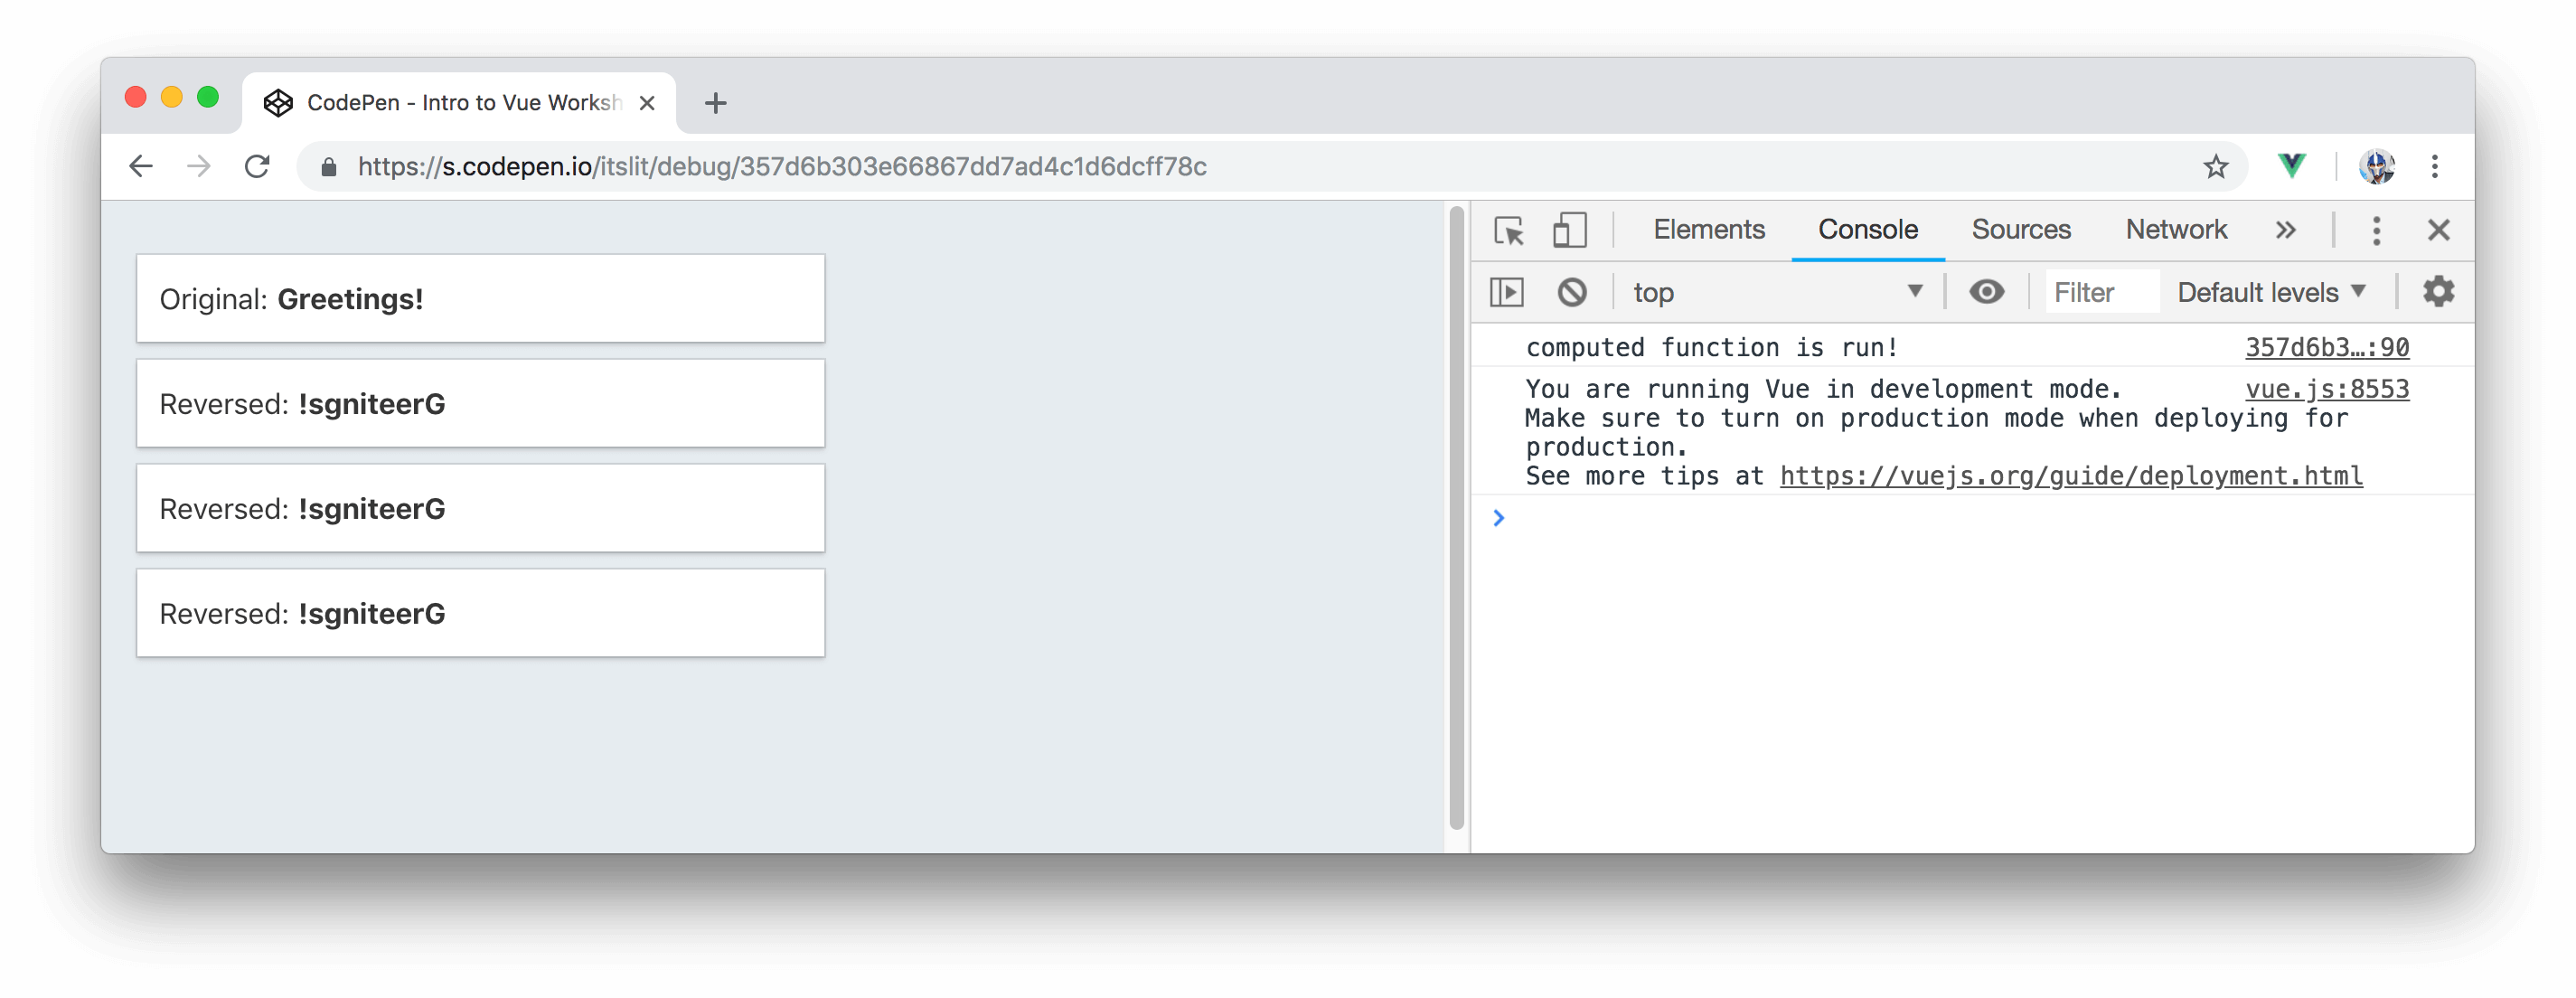 CodePen - Intro to Vue Worksh
https://s.codepen.io/itslit/debug/357d6b303e66867dd7ad4c1d6dcff78c
Original: Greetings!
Reversed: !sgniteerG
Reversed: !sgniteerG
Reversed: !sgniteerG
Elements Console Sources Network
top Filter Default levels
computed function is run! 357d6b3…:90
You are running Vue in development mode. vue.js:8553
Make sure to turn on production mode when deploying for
production.
See more tips at https://vuejs.org/guide/deployment.html